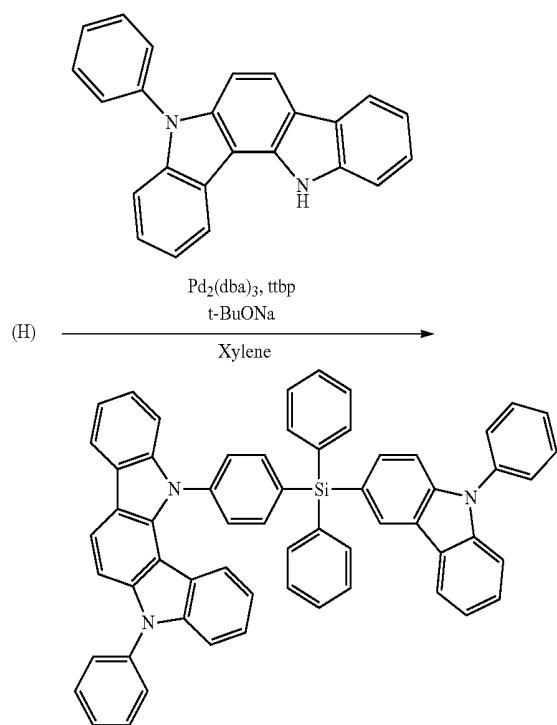 N
N
H
Pd₂(dba)₃, ttbp
t-BuONa
(H)
Xylene
N
Si
N
N